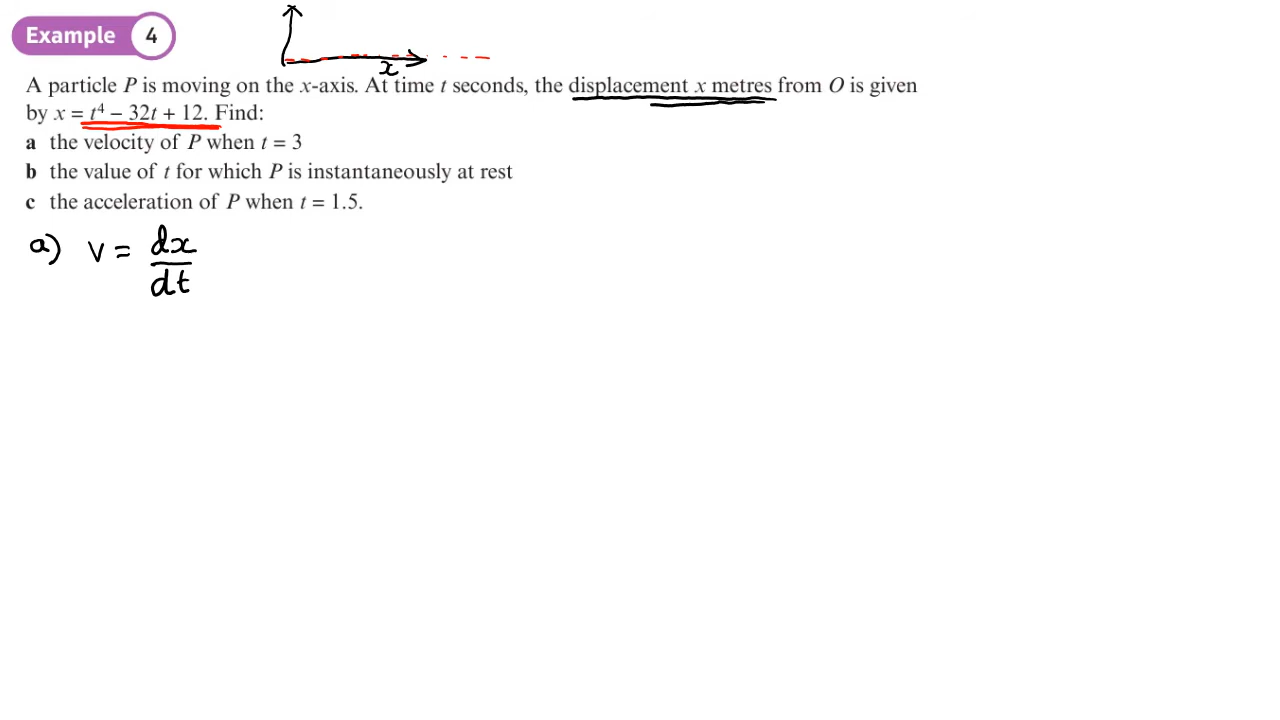 Example 4
x
A particle P is moving on the x-axis. At time t seconds, the displacement x metres from O is given
by x = t⁴ − 32t + 12. Find:
a the velocity of P when t = 3
b the value of t for which P is instantaneously at rest
c the acceleration of P when t = 1.5.
a) v = dx/dt